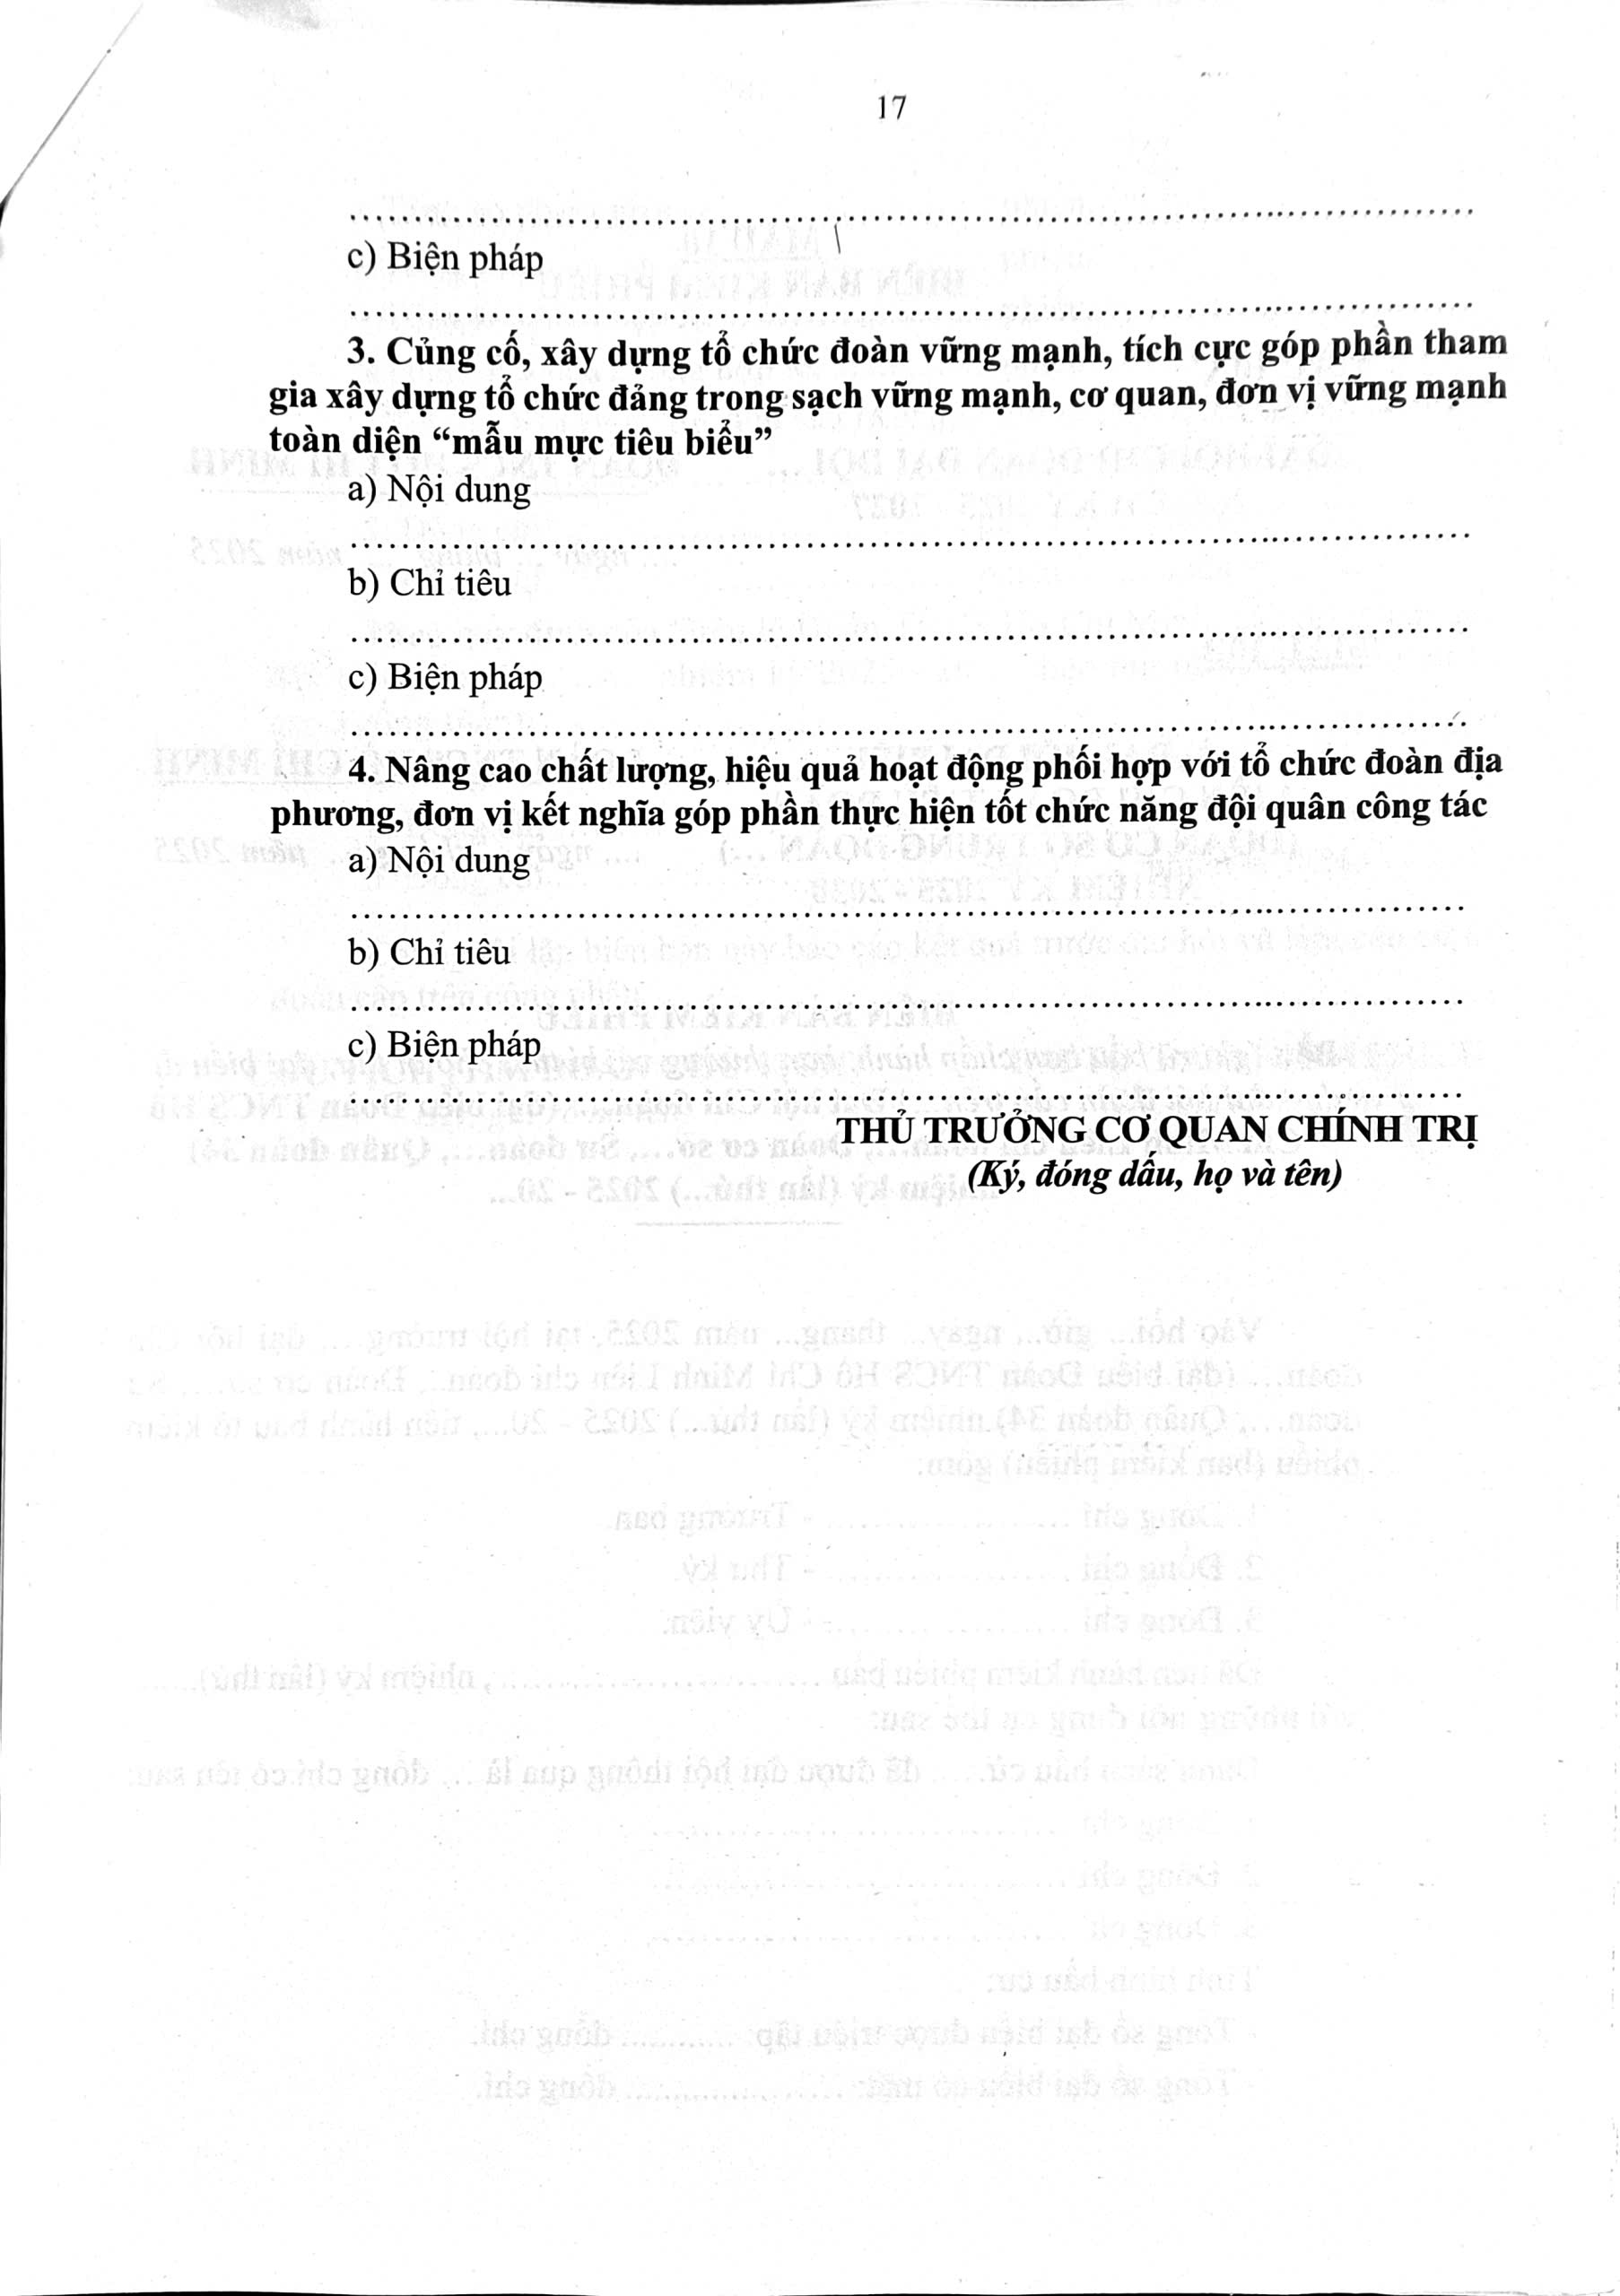 17
................................................................................
c) Biện pháp
................................................................................
3. Củng cố, xây dựng tổ chức đoàn vững mạnh, tích cực góp phần tham
gia xây dựng tổ chức đảng trong sạch vững mạnh, cơ quan, đơn vị vững mạnh
toàn diện “mẫu mực tiêu biểu”
a) Nội dung
................................................................................
b) Chỉ tiêu
................................................................................
c) Biện pháp
................................................................................
4. Nâng cao chất lượng, hiệu quả hoạt động phối hợp với tổ chức đoàn địa
phương, đơn vị kết nghĩa góp phần thực hiện tốt chức năng đội quân công tác
a) Nội dung
................................................................................
b) Chỉ tiêu
................................................................................
c) Biện pháp
................................................................................
THỦ TRƯỞNG CƠ QUAN CHÍNH TRỊ
(Ký, đóng dấu, họ và tên)